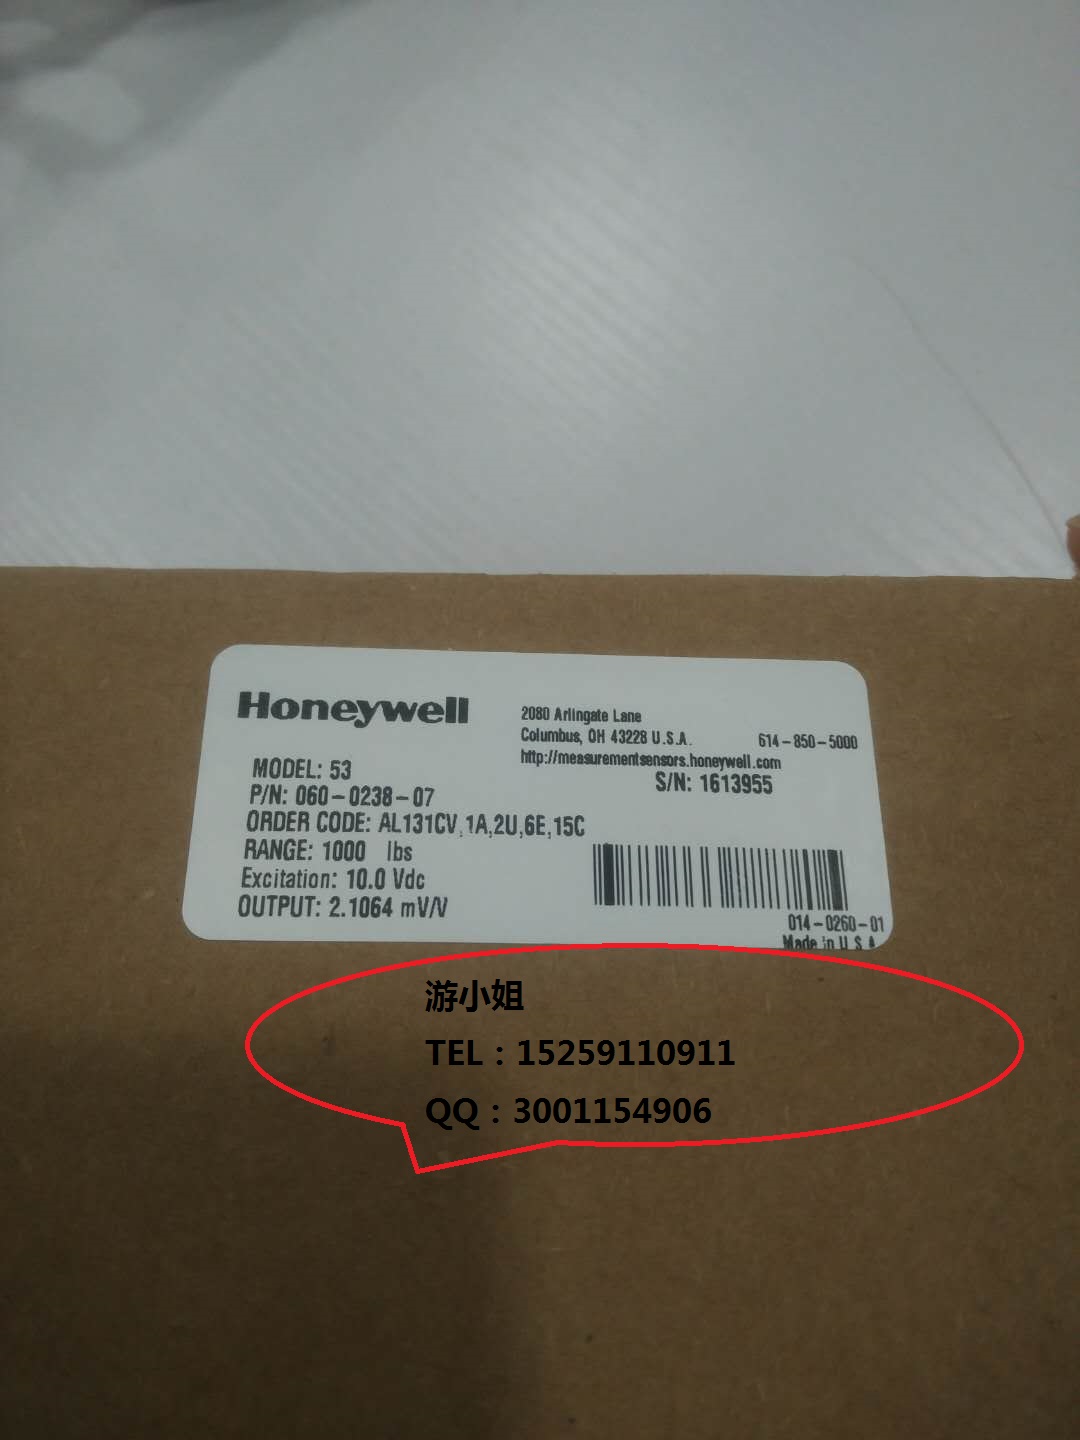 Honeywell
2080 Arlingate Lane
Columbus, OH 43228 U.S.A. 614-850-5000
http://measurementsensors.honeywell.com
MODEL: 53
S/N: 1613955
P/N: 060-0238-07
ORDER CODE: AL131CV,1A,2U,6E,15C
RANGE: 1000 lbs
Excitation: 10.0 Vdc
OUTPUT: 2.1064 mV/V
014-0260-01
Made in U.S.A.
游小姐
TEL：15259110911
QQ：3001154906